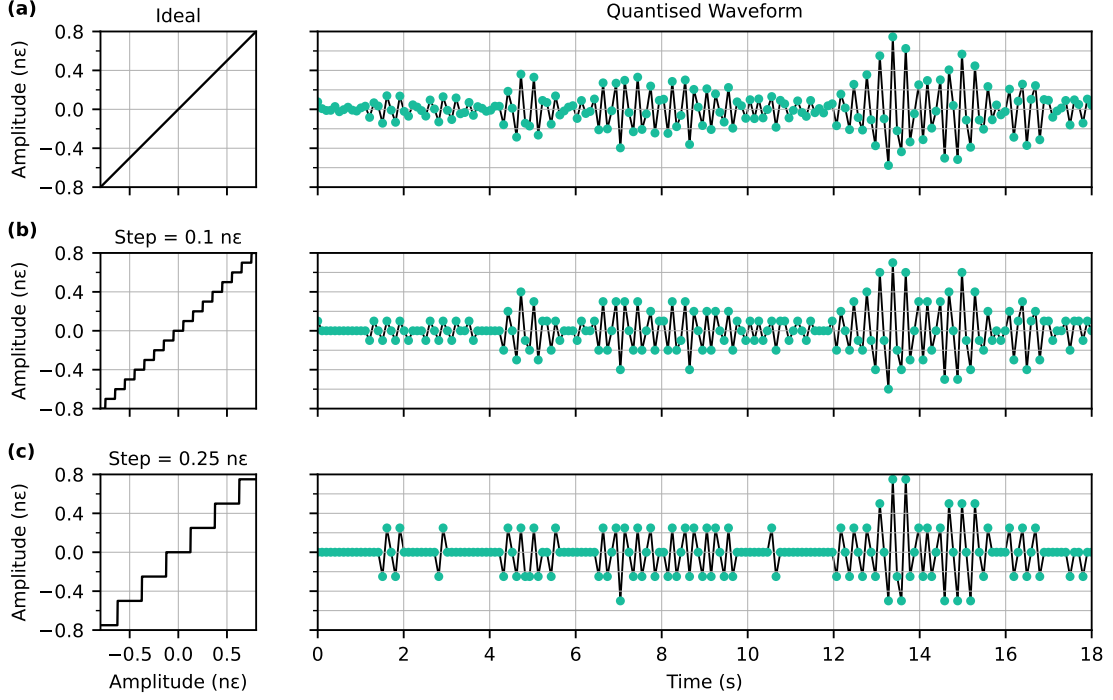 (a)
Ideal
Quantised Waveform
Amplitude (nε)
0.8
0.4
0.0
−0.4
−0.8
(b)
Step = 0.1 nε
Amplitude (nε)
0.8
0.4
0.0
−0.4
−0.8
(c)
Step = 0.25 nε
Amplitude (nε)
0.8
0.4
0.0
−0.4
−0.8
−0.5 0.0 0.5
Amplitude (nε)
0 2 4 6 8 10 12 14 16 18
Time (s)